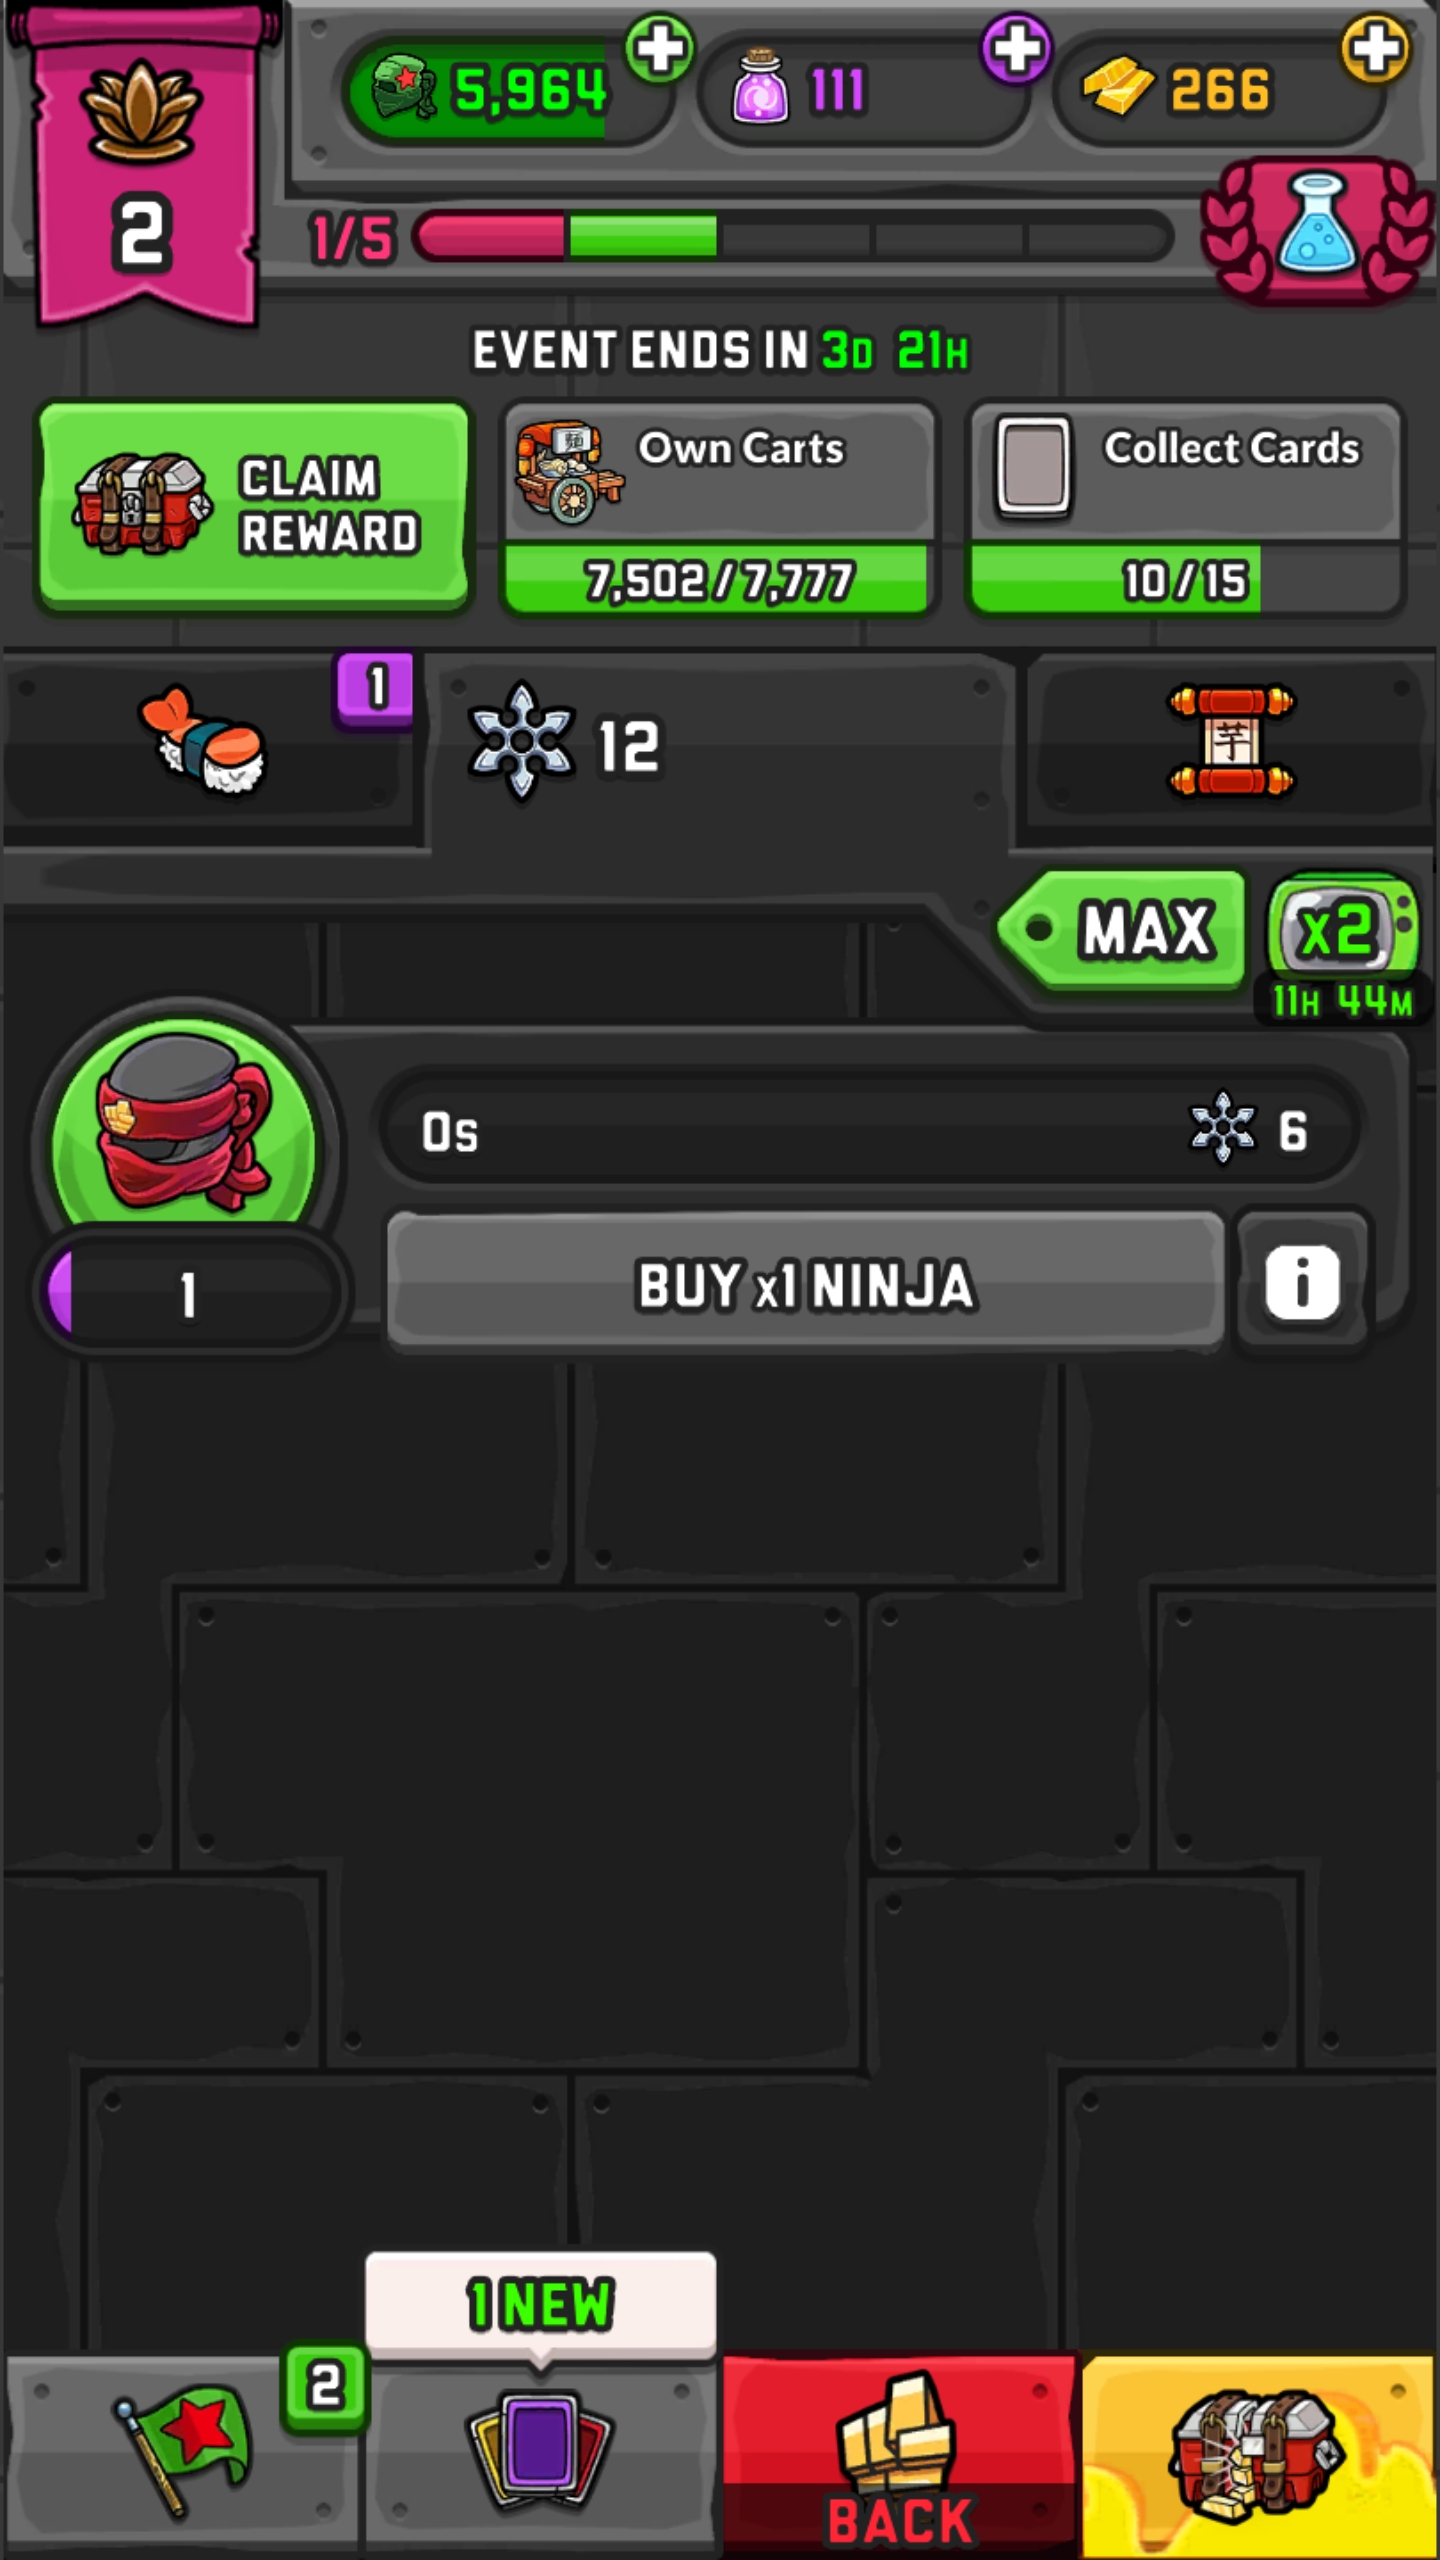 5,964
111
266
2
1/5
EVENT ENDS IN 3D 21H
CLAIM
REWARD
Own Carts
7,502/7,777
Collect Cards
10/15
1
12
芋
MAX
x2
11H 44M
0s
6
1
BUY x1 NINJA
i
1 NEW
2
BACK